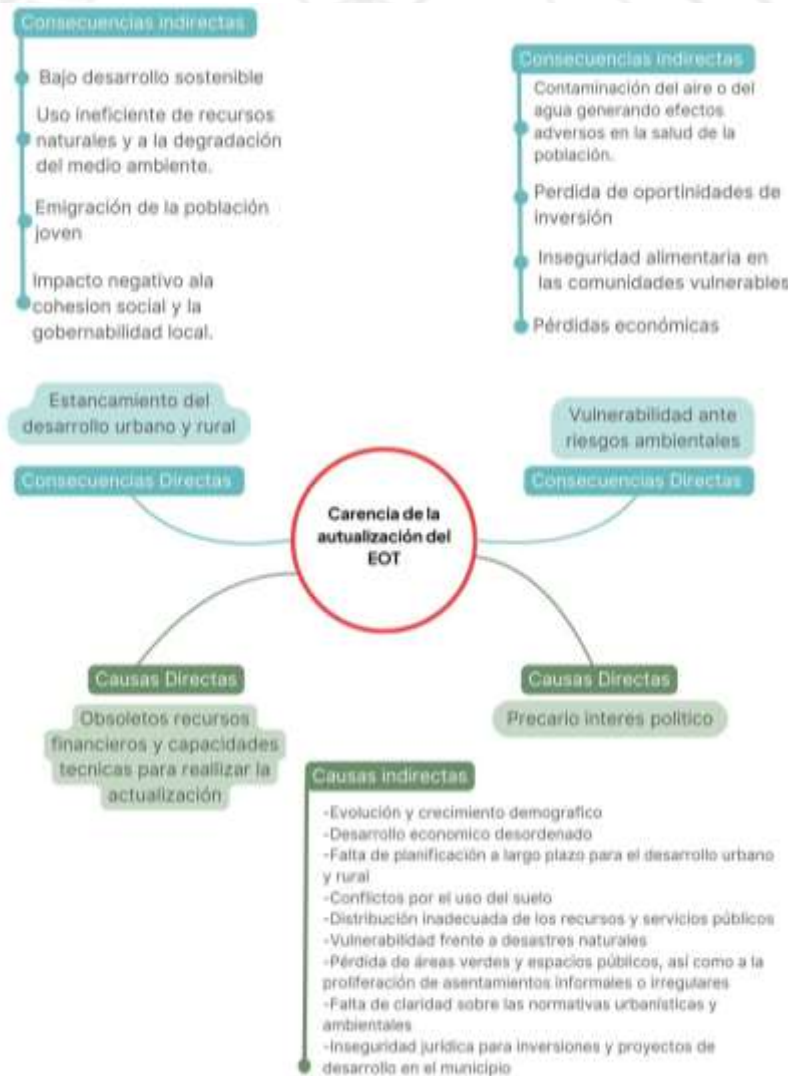 Consecuencias indirectas
Bajo desarrollo sostenible
Uso ineficiente de recursos
naturales y a la degradación
del medio ambiente.
Emigración de la población
joven
Impacto negativo ala
cohesion social y la
gobernabilidad local.
Consecuencias indirectas
Contaminación del aire o del
agua generando efectos
adversos en la salud de la
población.
Perdida de oportinidades de
inversión
Inseguridad alimentaria en
las comunidades vulnerables
Pérdidas económicas
Estancamiento del
desarrollo urbano y rural
Consecuencias Directas
Vulnerabilidad ante
riesgos ambientales
Consecuencias Directas
Carencia de la
autualización del
EOT
Causas Directas
Obsoletos recursos
financieros y capacidades
tecnicas para reallizar la
actualización
Causas Directas
Precario interes politico
Causas indirectas
-Evolución y crecimiento demografico
-Desarrollo economico desordenado
-Falta de planificación a largo plazo para el desarrollo urbano
y rural
-Conflictos por el uso del suelo
-Distribución inadecuada de los recursos y servicios públicos
-Vulnerabilidad frente a desastres naturales
-Pérdida de áreas verdes y espacios públicos, así como a la
proliferación de asentamientos informales o irregulares
-Falta de claridad sobre las normativas urbanísticas y
ambientales
-Inseguridad jurídica para inversiones y proyectos de
desarrollo en el municipio